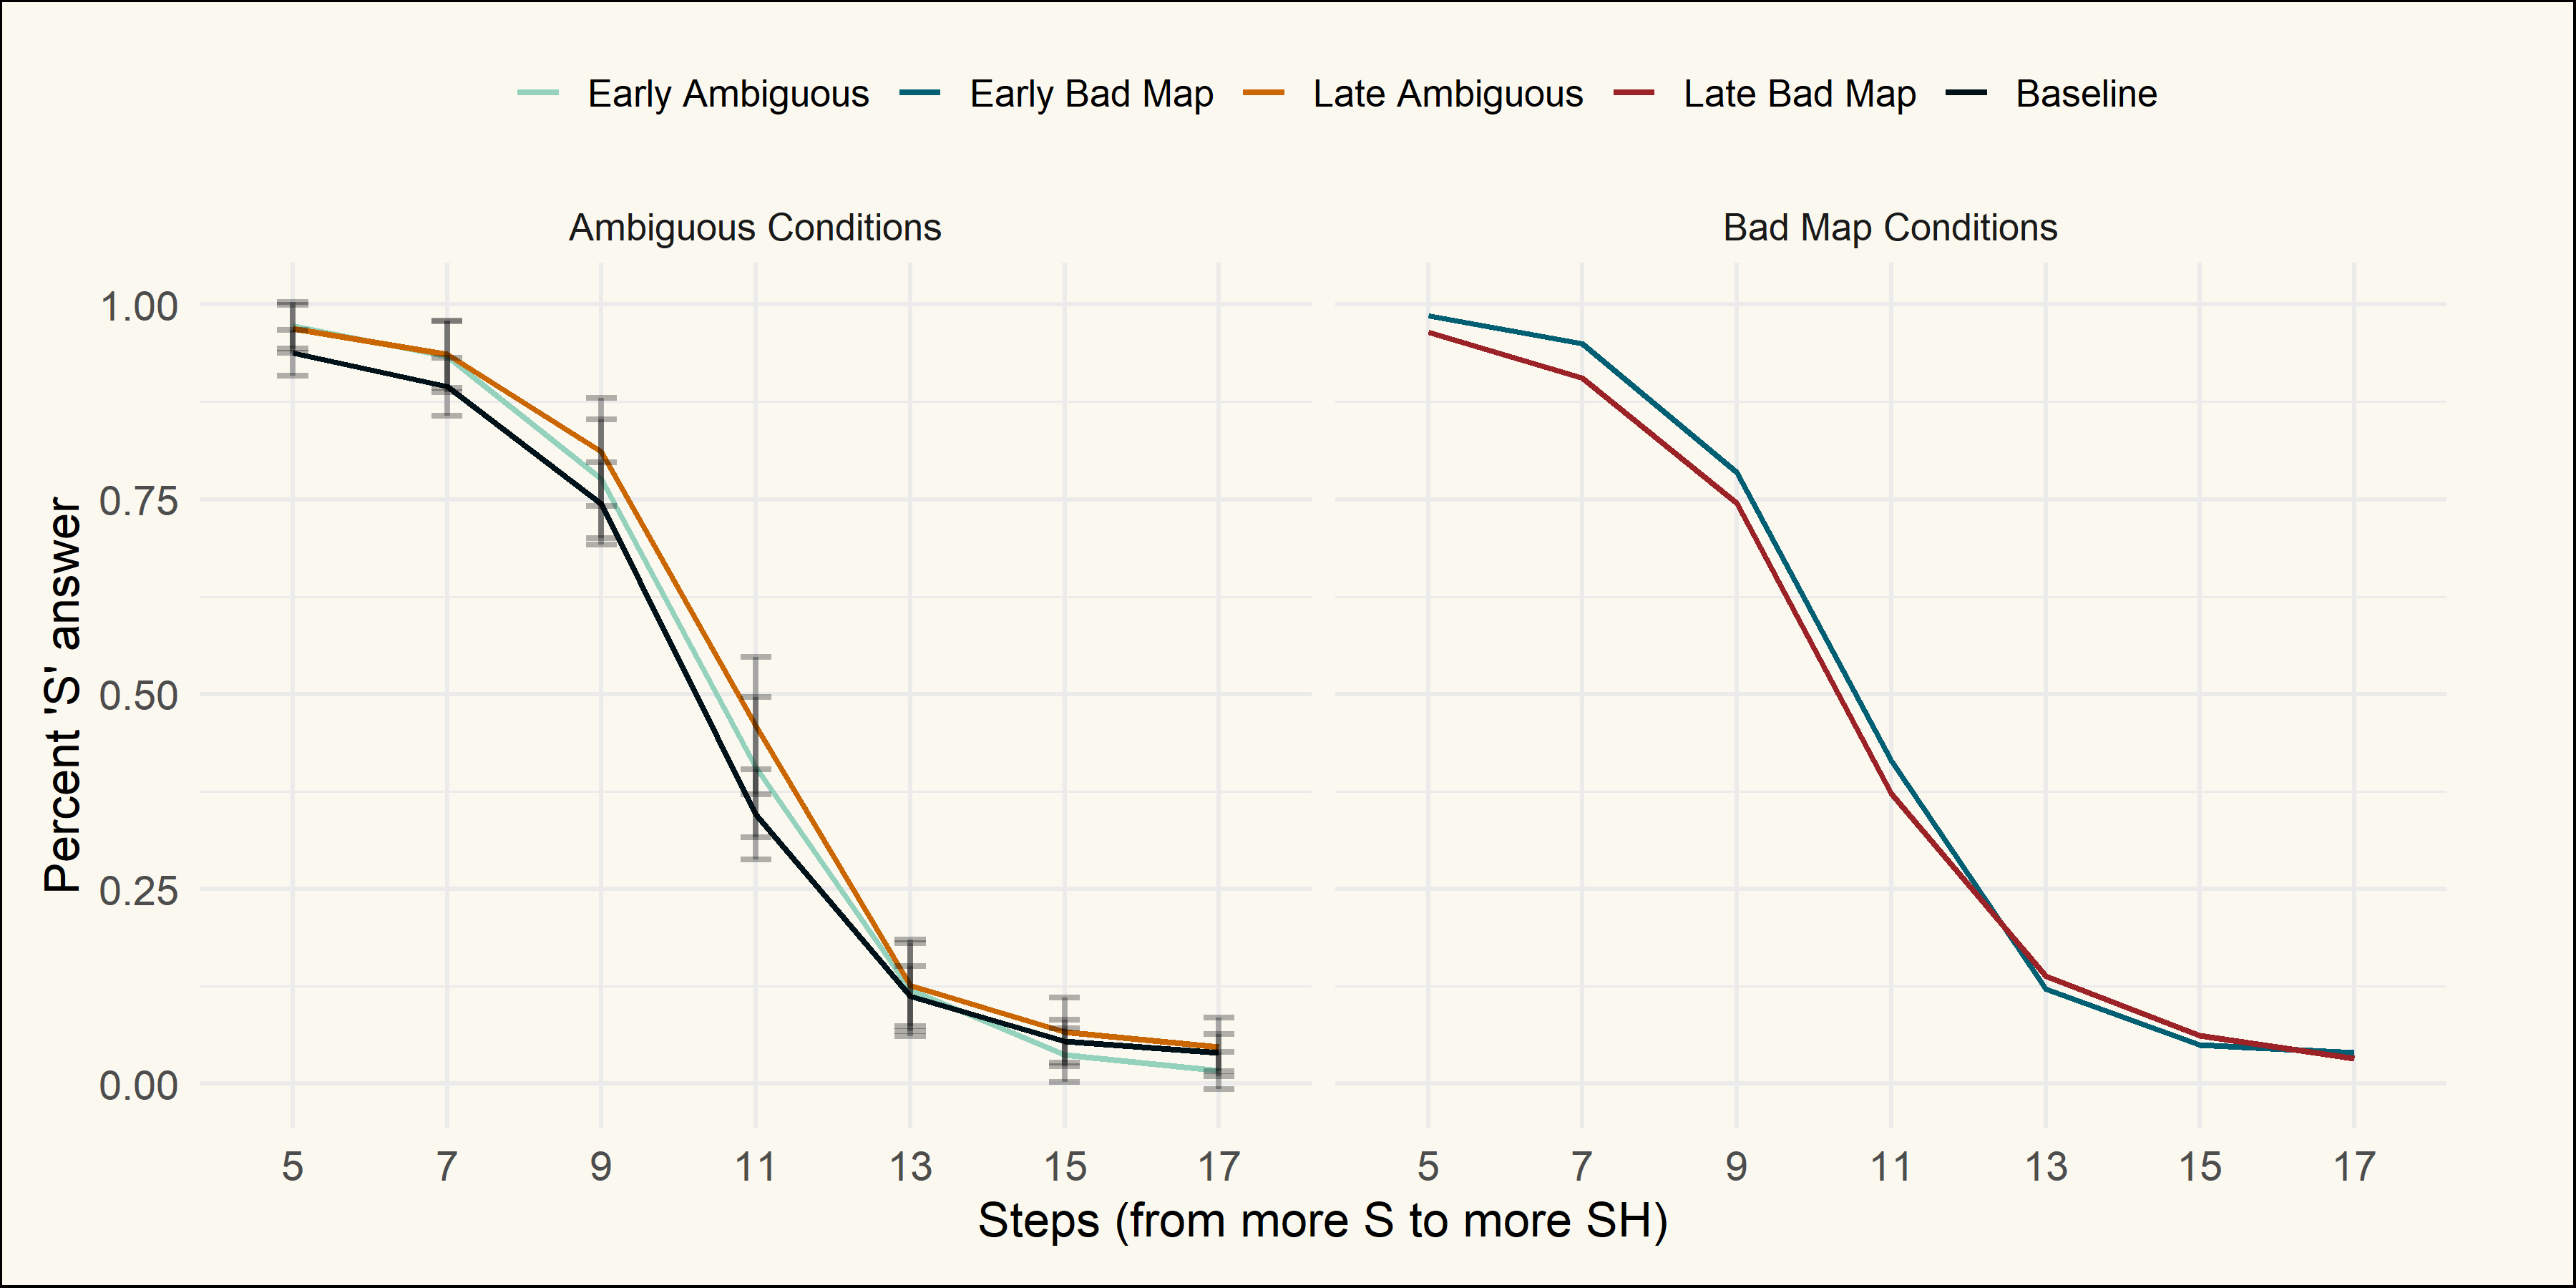 Early Ambiguous Early Bad Map Late Ambiguous Late Bad Map Baseline
Ambiguous Conditions Bad Map Conditions
Percent 'S' answer
1.00
0.75
0.50
0.25
0.00
5 7 9 11 13 15 17 5 7 9 11 13 15 17
Steps (from more S to more SH)